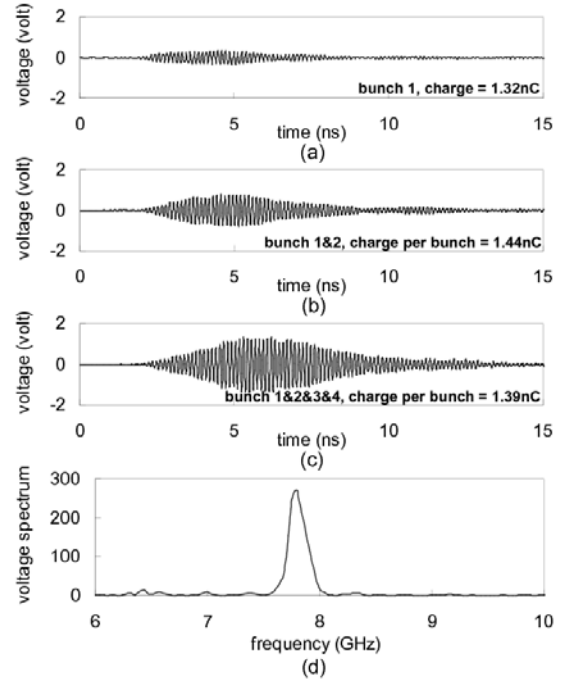 voltage (volt)
2
0
-2
bunch 1, charge = 1.32nC
0 5 10 15
time (ns)
(a)
voltage (volt)
2
0
-2
bunch 1&2, charge per bunch = 1.44nC
0 5 10 15
time (ns)
(b)
voltage (volt)
2
0
-2
bunch 1&2&3&4, charge per bunch = 1.39nC
0 5 10 15
time (ns)
(c)
voltage spectrum
300
200
100
0
6 7 8 9 10
frequency (GHz)
(d)